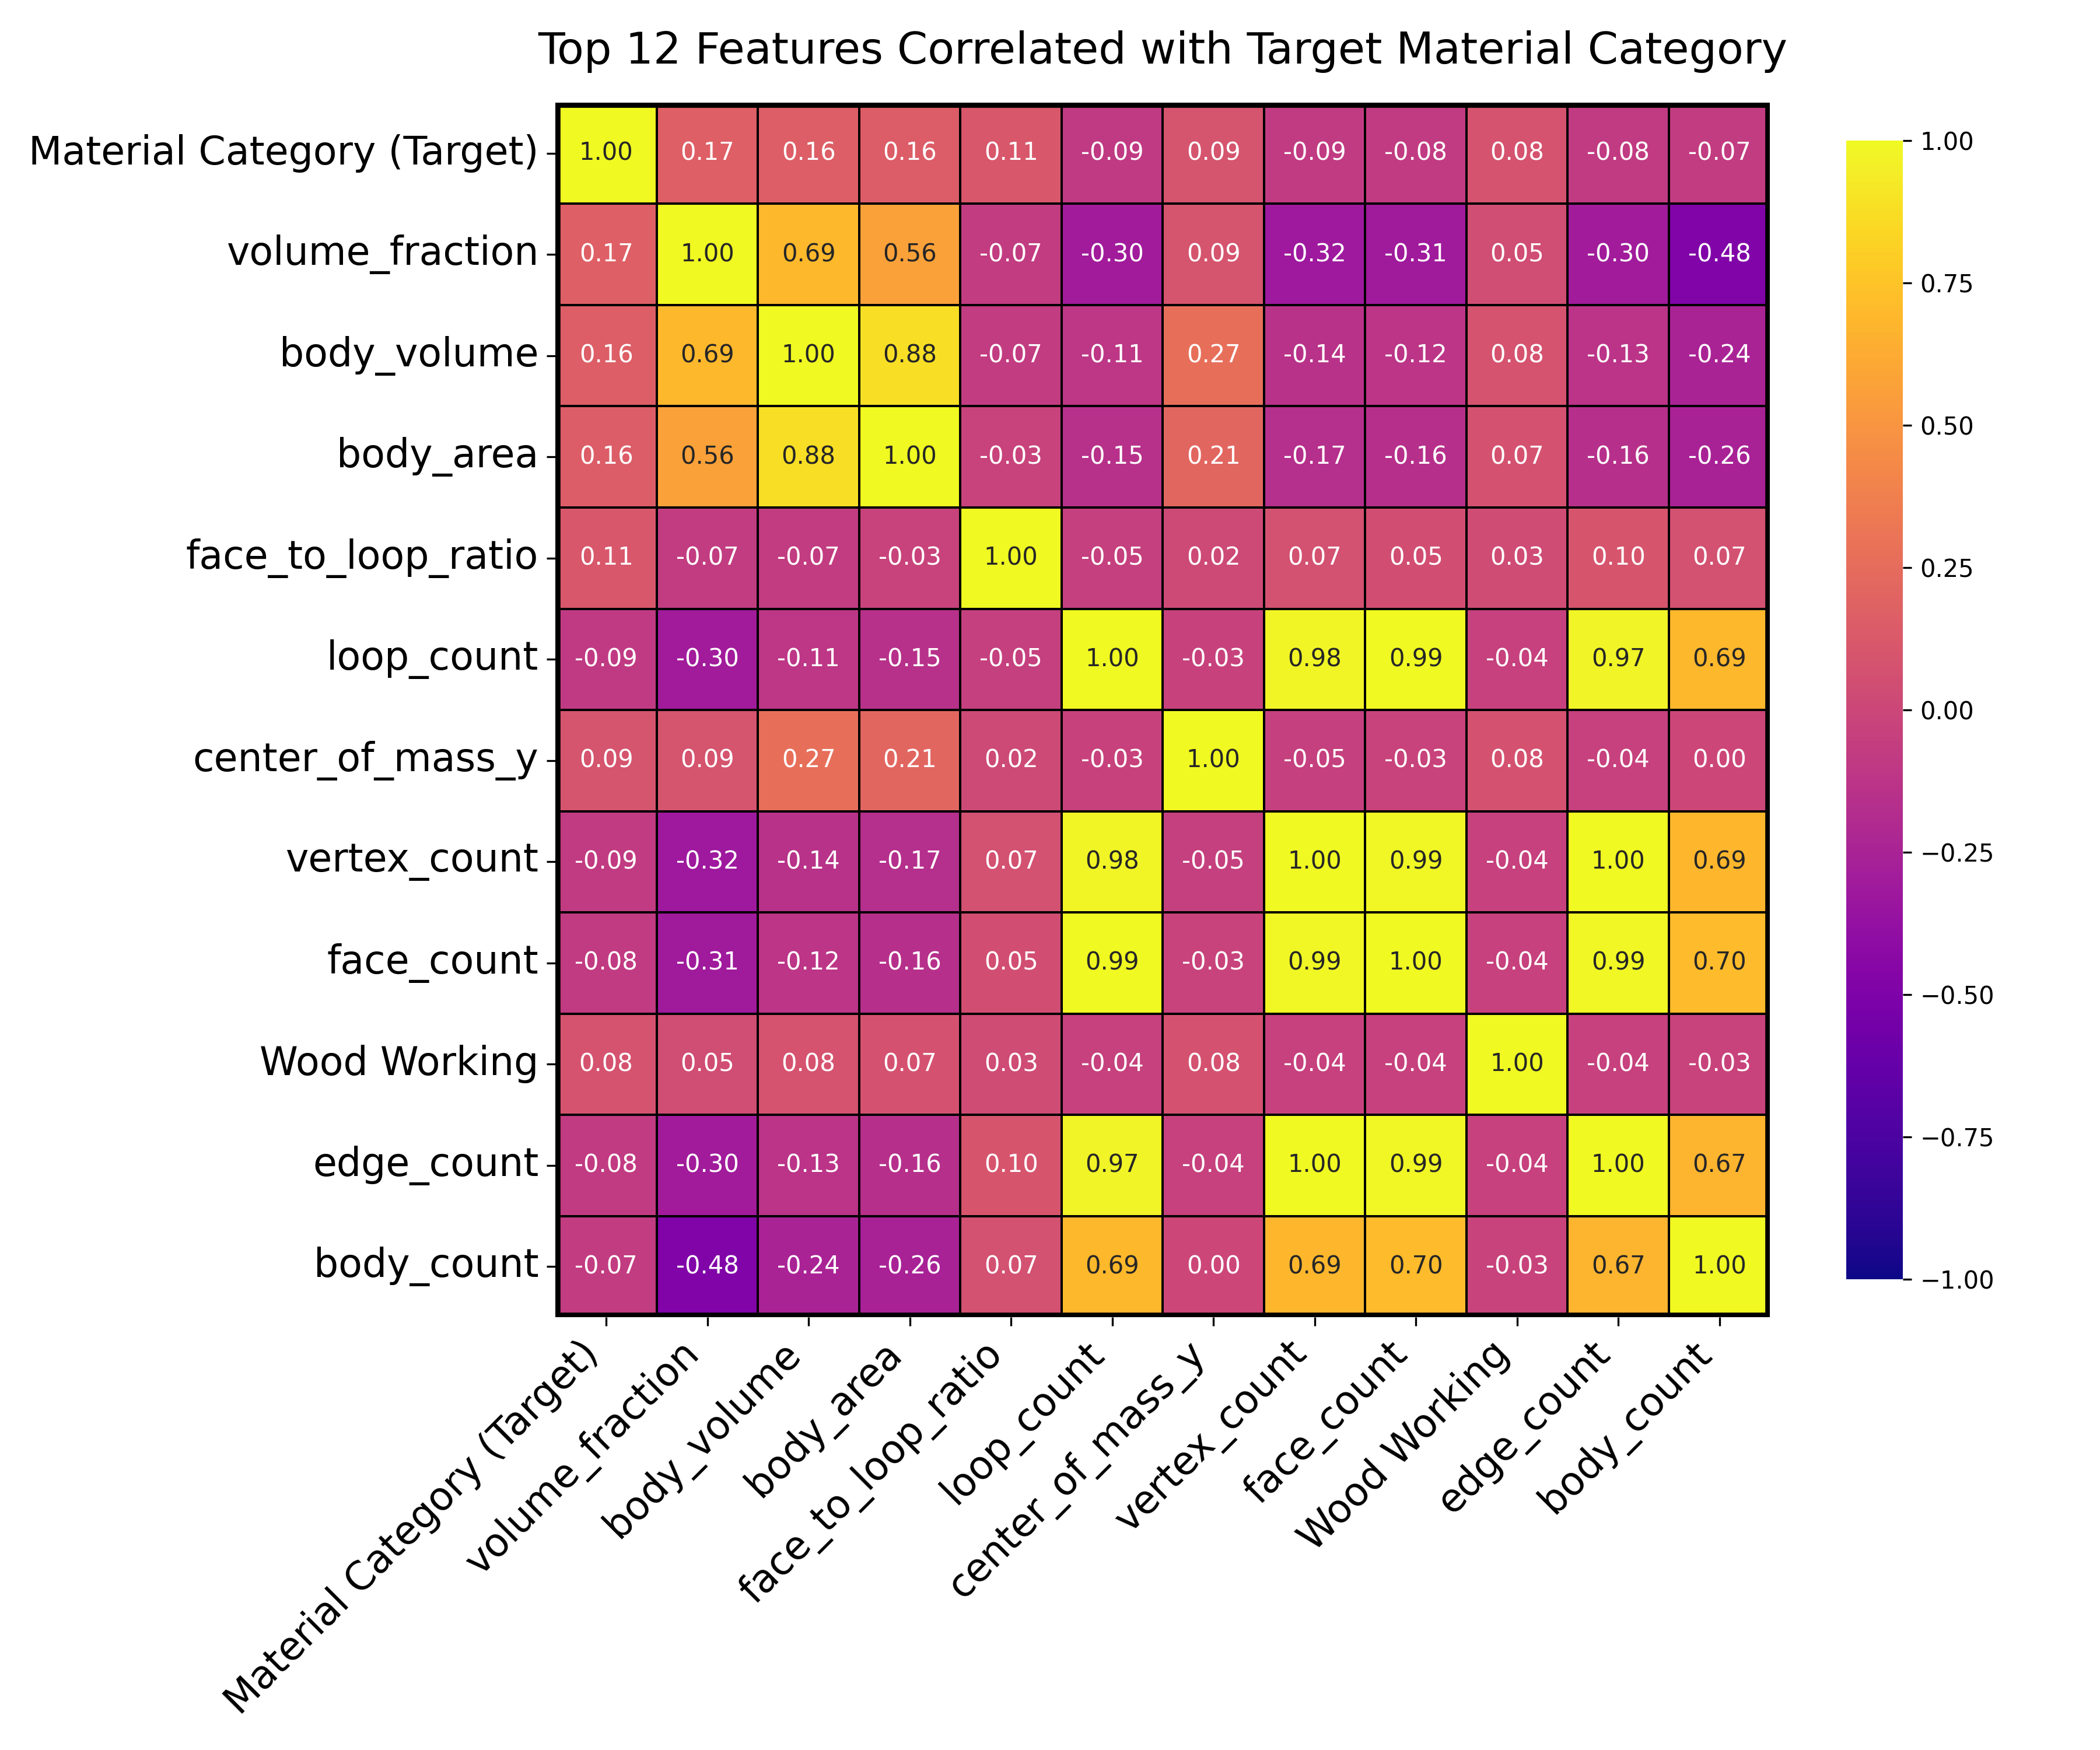 Top 12 Features Correlated with Target Material Category
Material Category (Target) 1.00 0.17 0.16 0.16 0.11 -0.09 0.09 -0.09 -0.08 0.08 -0.08 -0.07
volume_fraction 0.17 1.00 0.69 0.56 -0.07 -0.30 0.09 -0.32 -0.31 0.05 -0.30 -0.48
body_volume 0.16 0.69 1.00 0.88 -0.07 -0.11 0.27 -0.14 -0.12 0.08 -0.13 -0.24
body_area 0.16 0.56 0.88 1.00 -0.03 -0.15 0.21 -0.17 -0.16 0.07 -0.16 -0.26
face_to_loop_ratio 0.11 -0.07 -0.07 -0.03 1.00 -0.05 0.02 0.07 0.05 0.03 0.10 0.07
loop_count -0.09 -0.30 -0.11 -0.15 -0.05 1.00 -0.03 0.98 0.99 -0.04 0.97 0.69
center_of_mass_y 0.09 0.09 0.27 0.21 0.02 -0.03 1.00 -0.05 -0.03 0.08 -0.04 0.00
vertex_count -0.09 -0.32 -0.14 -0.17 0.07 0.98 -0.05 1.00 0.99 -0.04 1.00 0.69
face_count -0.08 -0.31 -0.12 -0.16 0.05 0.99 -0.03 0.99 1.00 -0.04 0.99 0.70
Wood Working 0.08 0.05 0.08 0.07 0.03 -0.04 0.08 -0.04 -0.04 1.00 -0.04 -0.03
edge_count -0.08 -0.30 -0.13 -0.16 0.10 0.97 -0.04 1.00 0.99 -0.04 1.00 0.67
body_count -0.07 -0.48 -0.24 -0.26 0.07 0.69 0.00 0.69 0.70 -0.03 0.67 1.00
Material Category (Target)
volume_fraction
body_volume
body_area
face_to_loop_ratio
loop_count
center_of_mass_y
vertex_count
face_count
Wood Working
edge_count
body_count
1.00
0.75
0.50
0.25
0.00
−0.25
−0.50
−0.75
−1.00